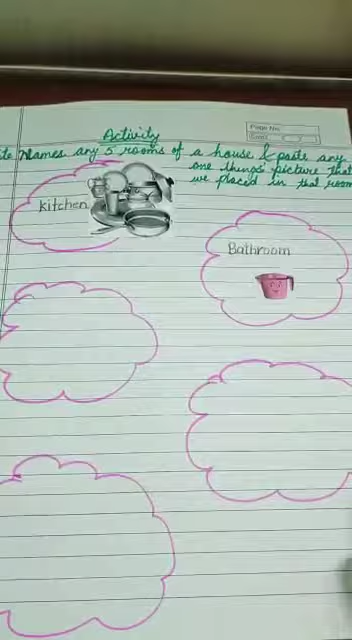 Activity
Page No.
Date
te Names any 5 rooms of a house & paste any
one things picture that
we placed in that room
kitchen
Bathroom